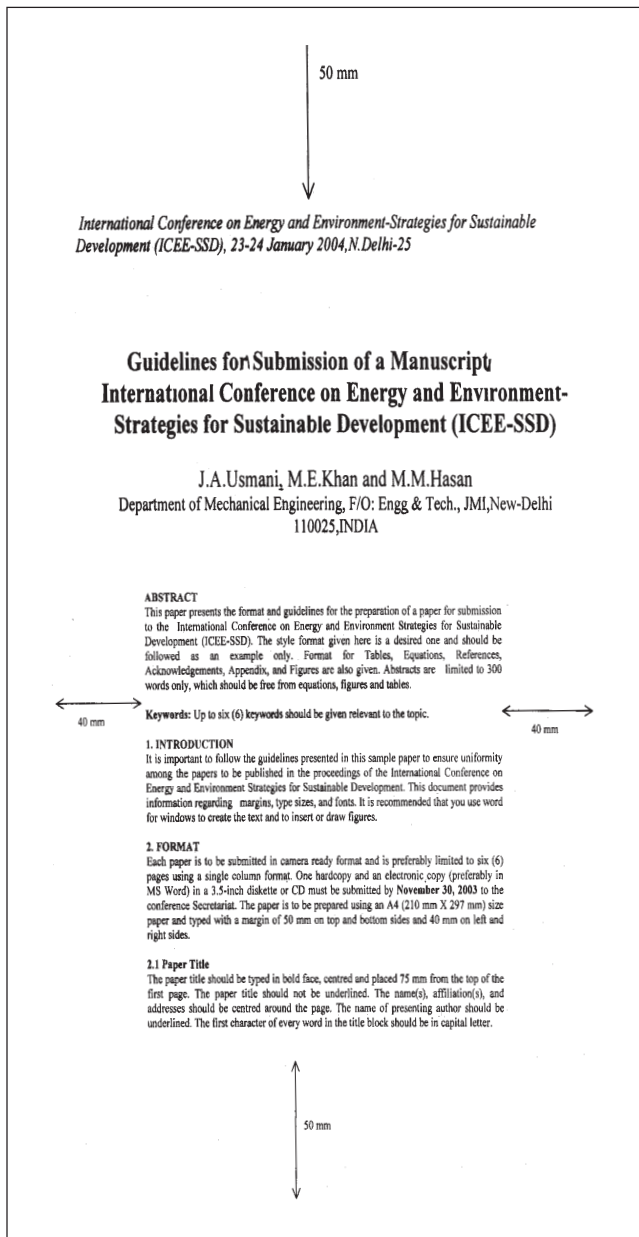 50 mm
International Conference on Energy and Environment-Strategies for Sustainable
Development (ICEE-SSD), 23-24 January 2004,N.Delhi-25
Guidelines for Submission of a Manuscript,
International Conference on Energy and Environment-
Strategies for Sustainable Development (ICEE-SSD)
J.A.Usmani, M.E.Khan and M.M.Hasan
Department of Mechanical Engineering, F/O: Engg & Tech., JMI,New-Delhi
110025,INDIA
ABSTRACT
This paper presents the format and guidelines for the preparation of a paper for submission
to the International Conference on Energy and Environment Strategies for Sustainable
Development (ICEE-SSD). The style format given here is a desired one and should be
followed as an example only. Format for Tables, Equations, References,
Acknowledgements, Appendix, and Figures are also given. Abstracts are limited to 300
words only, which should be free from equations, figures and tables.
40 mm
Keywords: Up to six (6) keywords should be given relevant to the topic.
40 mm
1. INTRODUCTION
It is important to follow the guidelines presented in this sample paper to ensure uniformity
among the papers to be published in the proceedings of the International Conference on
Energy and Environment Strategies for Sustainable Development. This document provides
information regarding margins, type sizes, and fonts. It is recommended that you use word
for windows to create the text and to insert or draw figures.
2. FORMAT
Each paper is to be submitted in camera ready format and is preferably limited to six (6)
pages using a single column format. One hardcopy and an electronic copy (preferably in
MS Word) in a 3.5-inch diskette or CD must be submitted by November 30, 2003 to the
conference Secretariat. The paper is to be prepared using an A4 (210 mm X 297 mm) size
paper and typed with a margin of 50 mm on top and bottom sides and 40 mm on left and
right sides.
2.1 Paper Title
The paper title should be typed in bold face, centred and placed 75 mm from the top of the
first page. The paper title should not be underlined. The name(s), affiliation(s), and
addresses should be centred around the page. The name of presenting author should be
underlined. The first character of every word in the title block should be in capital letter.
50 mm